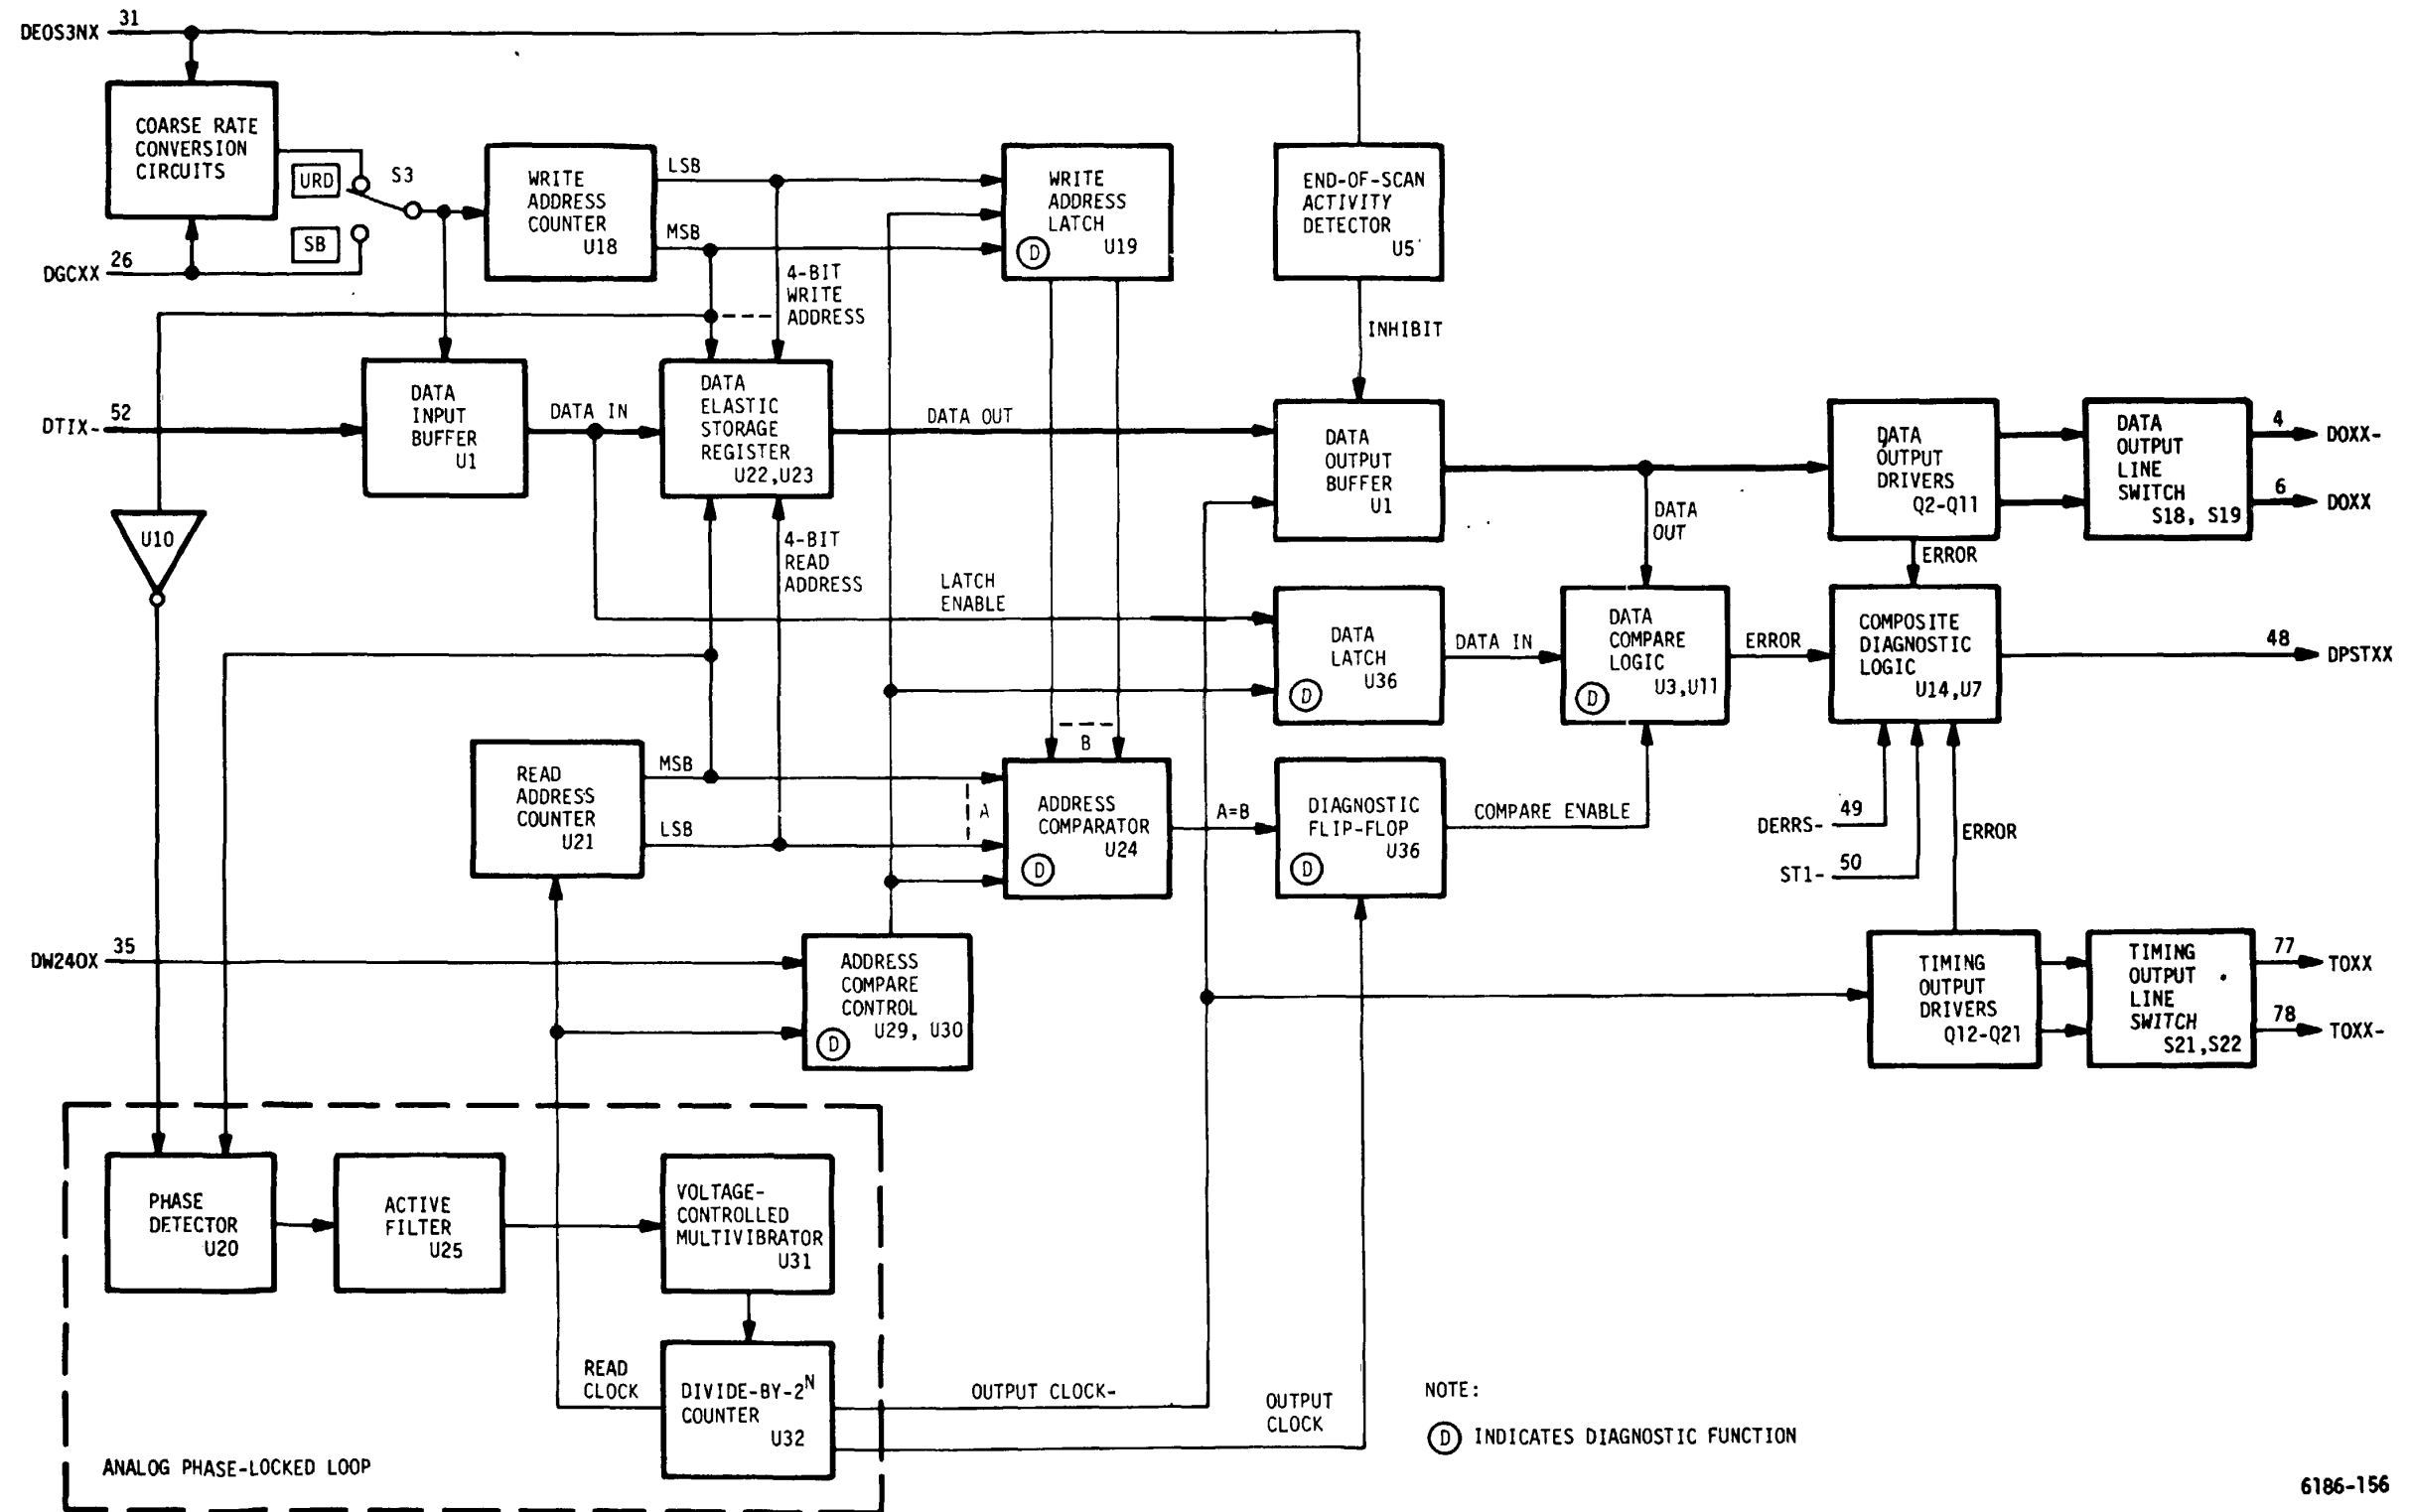 31
DEOS3NX
COARSE RATE
CONVERSION
CIRCUITS
URD
S3
SB
26
DGCXX
WRITE
ADDRESS
COUNTER
U18
LSB
MSB
WRITE
ADDRESS
LATCH
D
U19
END-OF-SCAN
ACTIVITY
DETECTOR
U5
4-BIT
WRITE
ADDRESS
INHIBIT
52
DTIX-
DATA
INPUT
BUFFER
U1
DATA IN
DATA
ELASTIC
STORAGE
REGISTER
U22,U23
DATA OUT
DATA
OUTPUT
BUFFER
U1
DATA
OUT
DATA
OUTPUT
DRIVERS
Q2-Q11
DATA
OUTPUT
LINE
SWITCH
S18, S19
4
DOXX-
6
DOXX
U10
4-BIT
READ
ADDRESS
LATCH
ENABLE
DATA
LATCH
U36
D
DATA IN
DATA
COMPARE
LOGIC
U3,U11
D
ERROR
ERROR
COMPOSITE
DIAGNOSTIC
LOGIC
U14,U7
48
DPSTXX
READ
ADDRESS
COUNTER
U21
MSB
LSB
A
B
ADDRESS
COMPARATOR
U24
D
A=B
DIAGNOSTIC
FLIP-FLOP
U36
D
COMPARE ENABLE
49
DERRS-
50
ST1-
ERROR
35
DW240X
ADDRESS
COMPARE
CONTROL
U29, U30
D
TIMING
OUTPUT
DRIVERS
Q12-Q21
TIMING
OUTPUT
LINE
SWITCH
S21,S22
77
TOXX
78
TOXX-
PHASE
DETECTOR
U20
ACTIVE
FILTER
U25
VOLTAGE-
CONTROLLED
MULTIVIBRATOR
U31
READ
CLOCK
DIVIDE-BY-2N
COUNTER
U32
OUTPUT CLOCK-
OUTPUT
CLOCK
ANALOG PHASE-LOCKED LOOP
NOTE:
D INDICATES DIAGNOSTIC FUNCTION
6186-156